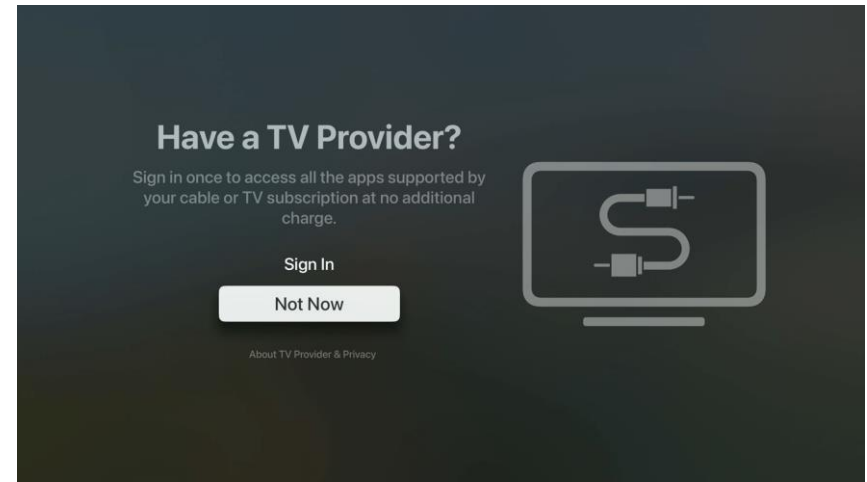 Have a TV Provider?
Sign in once to access all the apps supported by
your cable or TV subscription at no additional
charge.
Sign In
Not Now
About TV Provider & Privacy